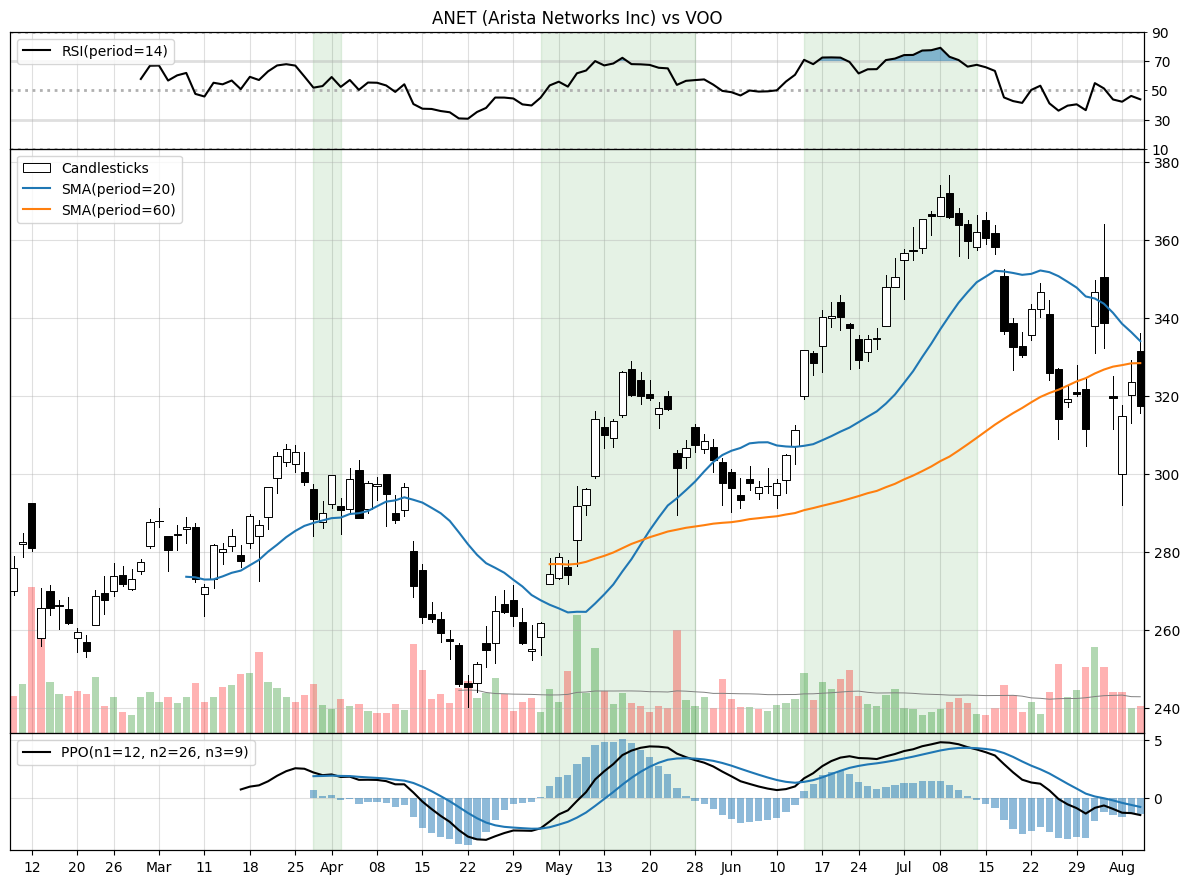 ANET (Arista Networks Inc) vs VOO
RSI(period=14)
90
70
50
30
10
Candlesticks
SMA(period=20)
SMA(period=60)
380
360
340
320
300
280
260
240
PPO(n1=12, n2=26, n3=9)
5
0
12 20 26 Mar 11 18 25 Apr 08 15 22 29 May 13 20 28 Jun 10 17 24 Jul 08 15 22 29 Aug